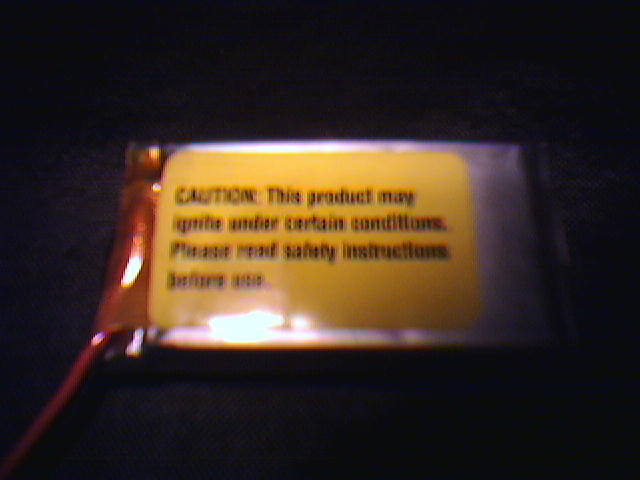 CAUTION: This product may
ignite under certain conditions.
Please read safety instructions
before use.